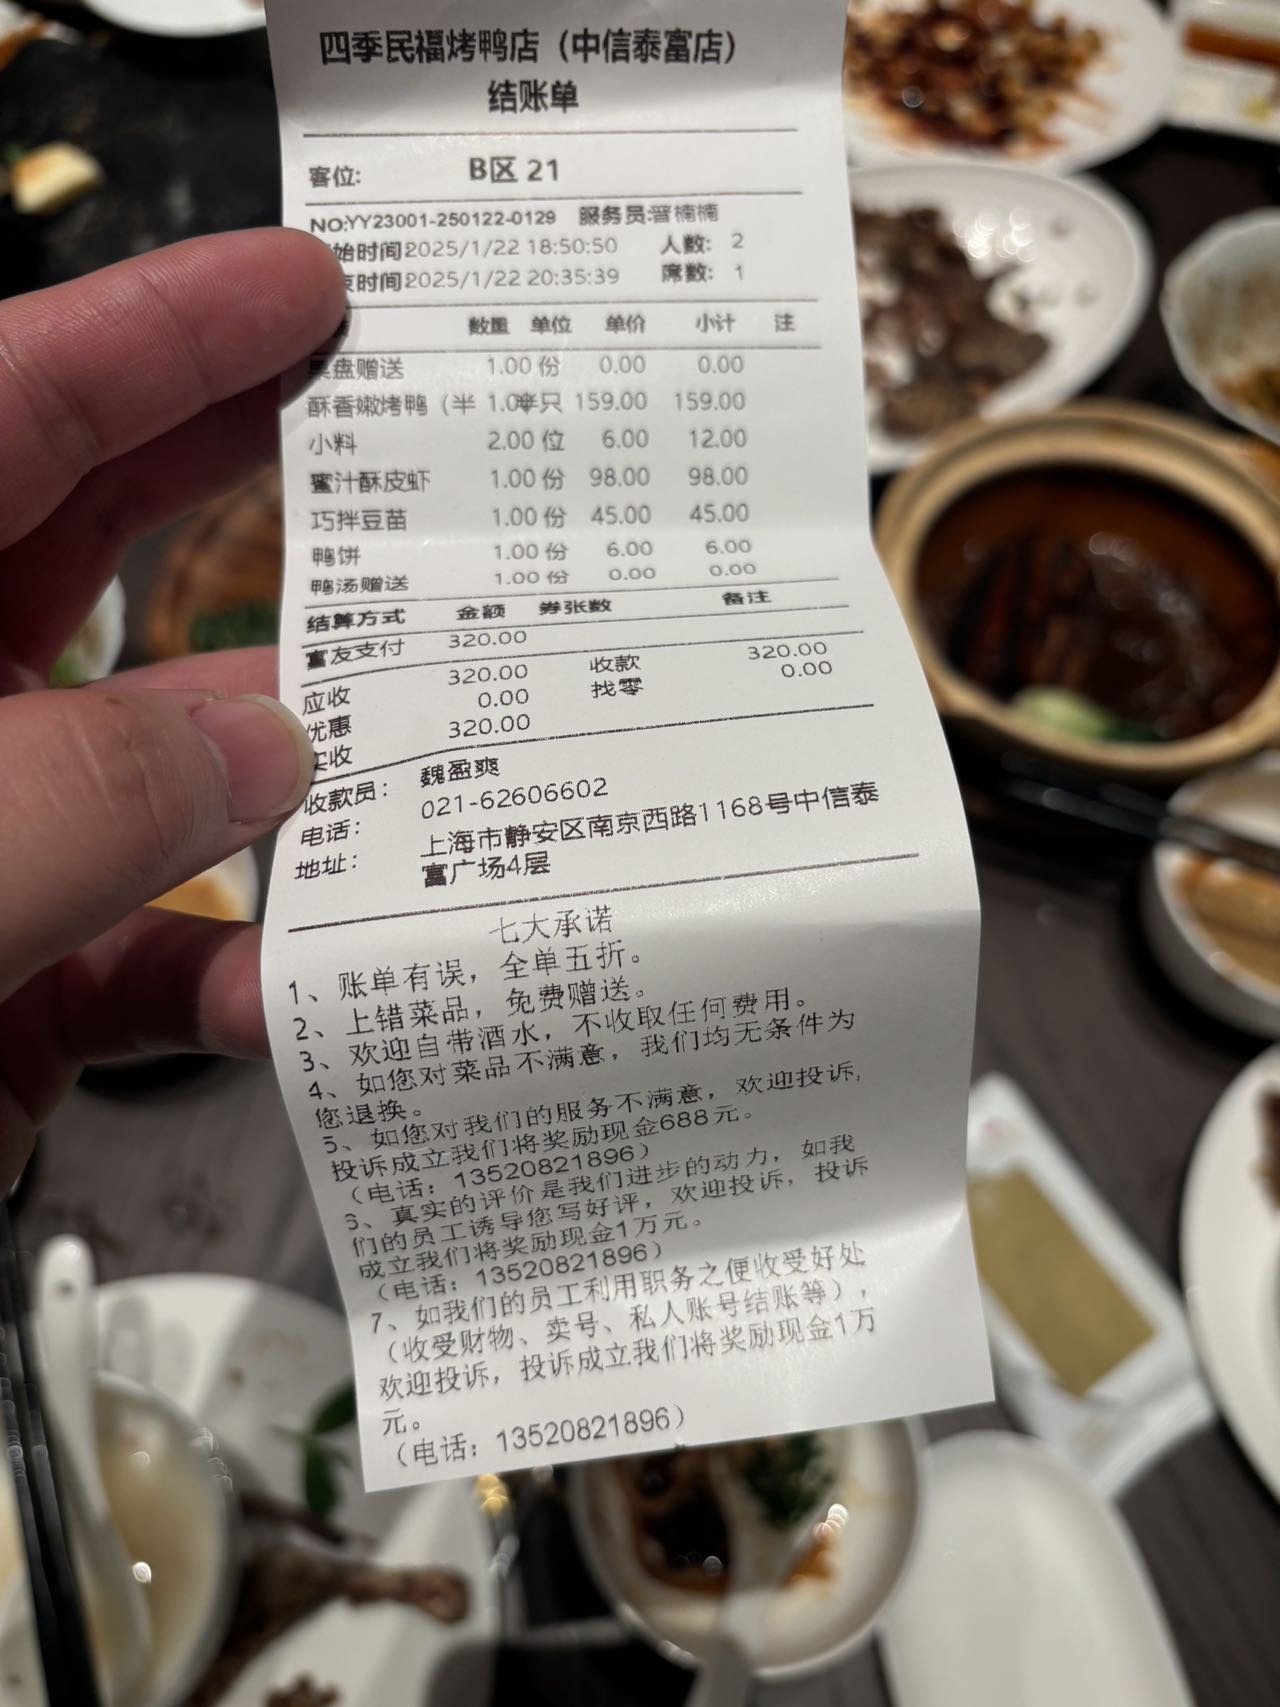 四季民福烤鸭店（中信泰富店）
结账单
客位: B区 21
NO:YY23001-250122-0129 服务员:晋楠楠
始时间:2025/1/22 18:50:50 人数: 2
束时间:2025/1/22 20:35:39 席数: 1
数量 单位 单价 小计 注
果盘赠送 1.00 份 0.00 0.00
酥香嫩烤鸭（半 1.00 半只 159.00 159.00
小料 2.00 位 6.00 12.00
蜜汁酥皮虾 1.00 份 98.00 98.00
巧拌豆苗 1.00 份 45.00 45.00
鸭饼 1.00 份 6.00 6.00
鸭汤赠送 1.00 份 0.00 0.00
结算方式 金额 券张数 备注
富友支付 320.00
应收 320.00 收款 320.00
优惠 0.00 找零 0.00
实收 320.00
收款员: 魏盈爽
电话: 021-62606602
地址: 上海市静安区南京西路1168号中信泰
富广场4层
七大承诺
1、账单有误，全单五折。
2、上错菜品，免费赠送。
3、欢迎自带酒水，不收取任何费用。
4、如您对菜品不满意，我们均无条件为
您退换。
5、如您对我们的服务不满意，欢迎投诉,
投诉成立我们将奖励现金688元。
（电话：13520821896）
6、真实的评价是我们进步的动力，如我
们的员工诱导您写好评，欢迎投诉，投诉
成立我们将奖励现金1万元。
（电话：13520821896）
7、如我们的员工利用职务之便收受好处
（收受财物、卖号、私人账号结账等），
欢迎投诉，投诉成立我们将奖励现金1万
元。
（电话：13520821896）